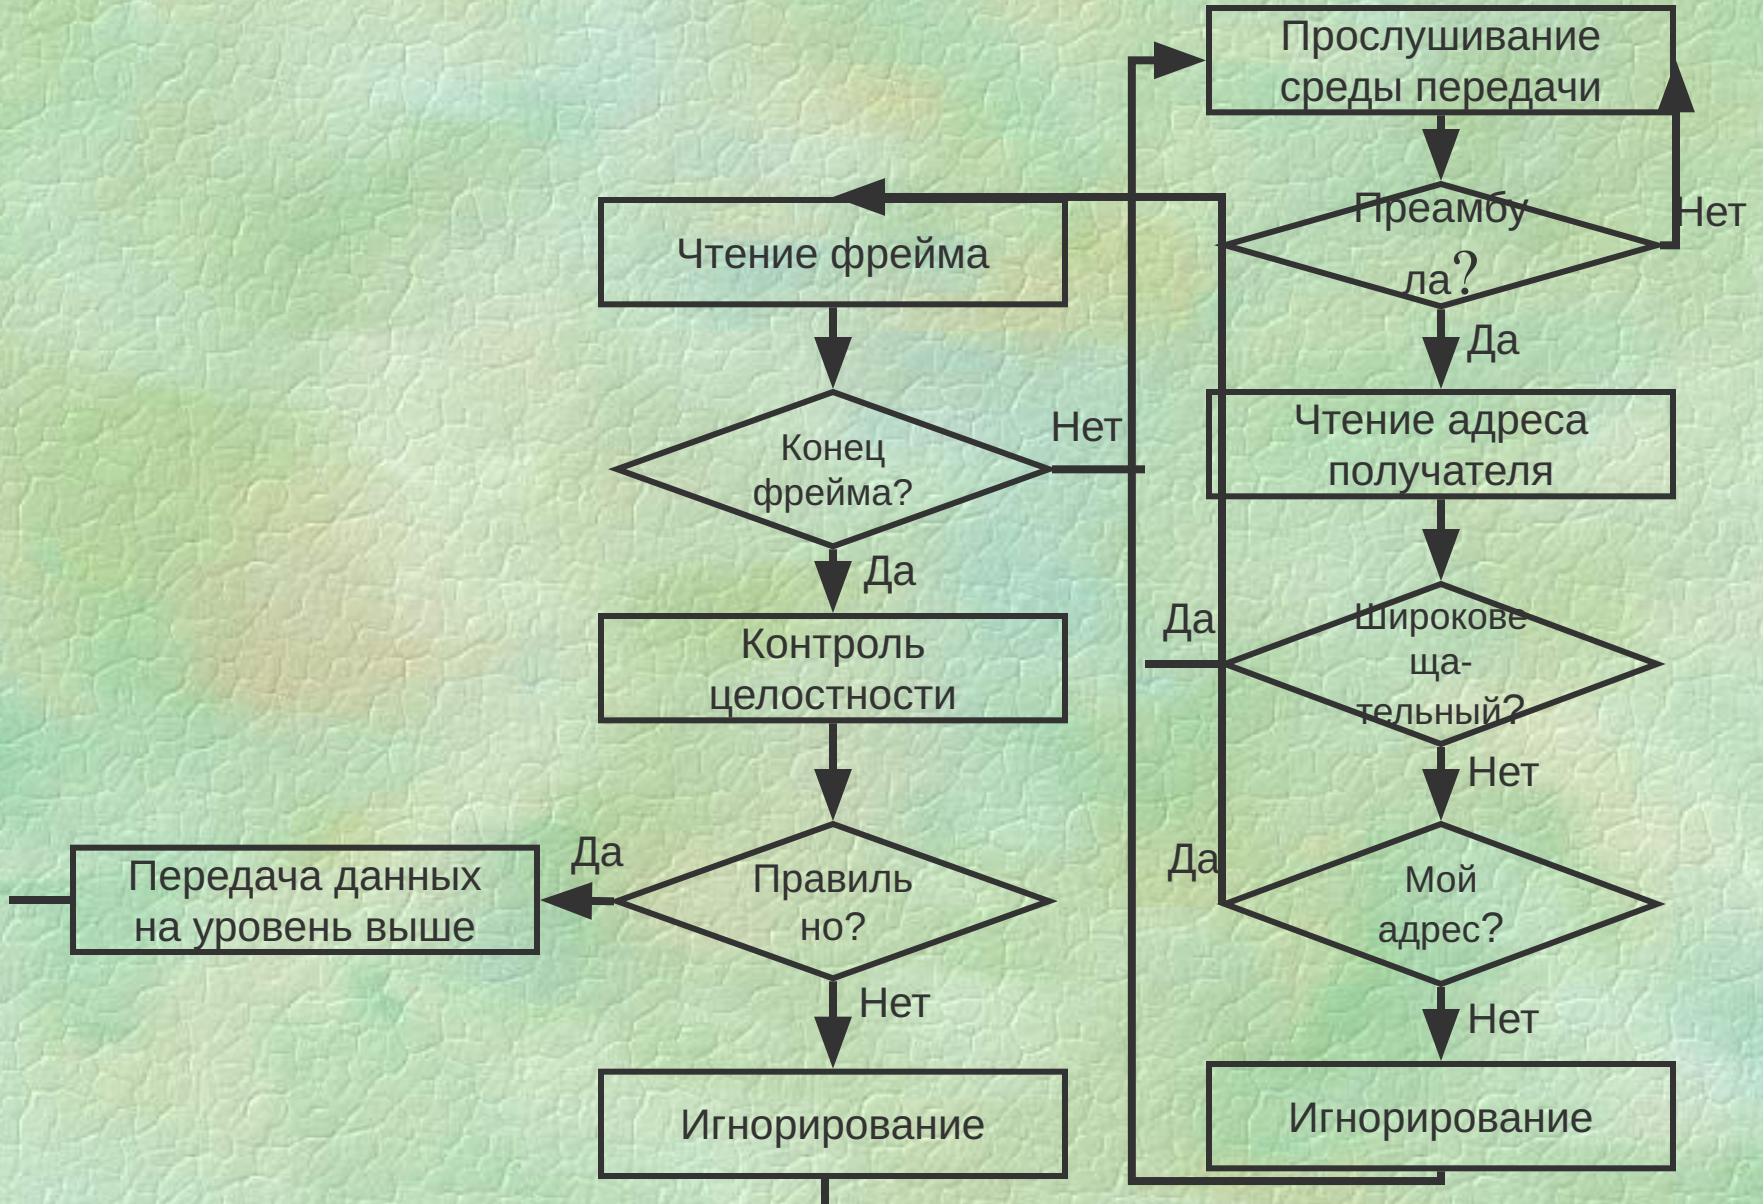 Прослушивание
среды передачи
Преамбу
ла?
Нет
Да
Чтение адреса
получателя
Широкове
ща-
тельный?
Да
Нет
Мой
адрес?
Да
Нет
Игнорирование
Чтение фрейма
Конец
фрейма?
Нет
Да
Контроль
целостности
Правиль
но?
Да
Нет
Передача данных
на уровень выше
Игнорирование